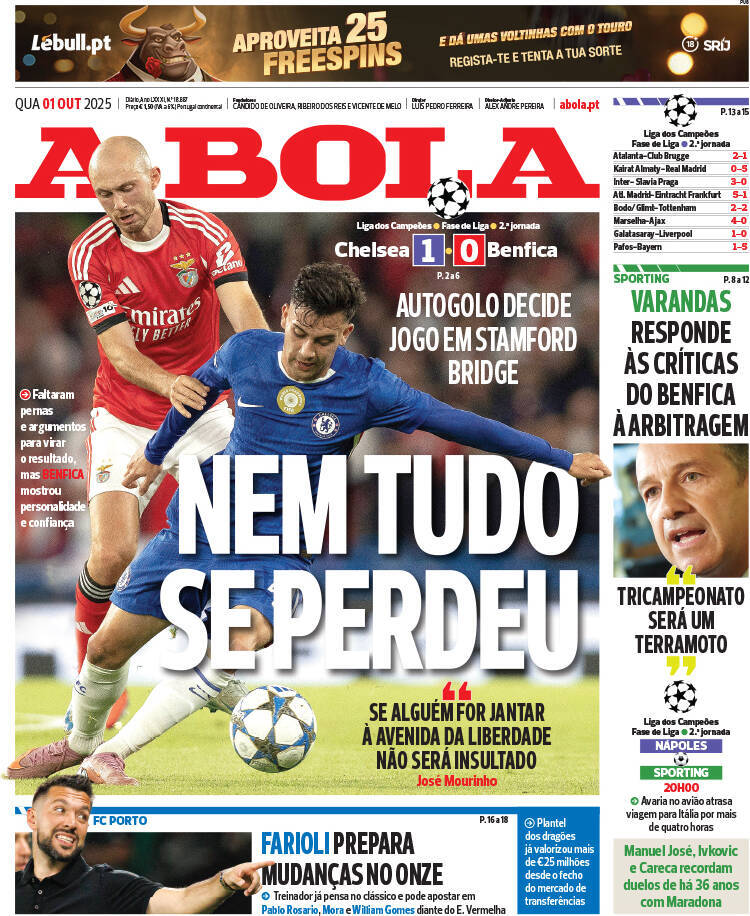 PUB
Lebull.pt
APROVEITA 25
FREESPINS
E DÁ UMAS VOLTINHAS COM O TOURO
REGISTA-TE E TENTA A TUA SORTE
18
SRIJ
QUA 01 OUT 2025
Diário, Ano LXXXI, N.º 18.887
Preço € 1,50 (IVA a 6%) Portugal continental
Fundadores
CÂNDIDO DE OLIVEIRA, RIBEIRO DOS REIS E VICENTE DE MELO
Diretor
LUÍS PEDRO FERREIRA
Diretor-Adjunto
ALEXANDRE PEREIRA
abola.pt
A BOLA
Liga dos Campeões Fase de Liga 2.ª jornada
Chelsea 1 0 Benfica
P. 2 a 6
AUTOGOLO DECIDE
JOGO EM STAMFORD
BRIDGE
Faltaram
pernas
e argumentos
para virar
o resultado,
mas BENFICA
mostrou
personalidade
e confiança
Emirates
FLY BETTER
betano
NEM TUDO
SE PERDEU
“
SE ALGUÉM FOR JANTAR
À AVENIDA DA LIBERDADE
NÃO SERÁ INSULTADO
José Mourinho
P. 13 a 15
Liga dos Campeões
Fase de Liga 2.ª jornada
Atalanta-Club Brugge 2-1
Kairat Almaty-Real Madrid 0-5
Inter-Slavia Praga 3-0
Atl. Madrid-Eintracht Frankfurt 5-1
Bodo/Glimt-Tottenham 2-2
Marselha-Ajax 4-0
Galatasaray-Liverpool 1-0
Pafos-Bayern 1-5
SPORTING
P. 8 a 12
VARANDAS
RESPONDE
ÀS CRÍTICAS
DO BENFICA
À ARBITRAGEM
“
TRICAMPEONATO
SERÁ UM
TERRAMOTO
”
Liga dos Campeões
Fase de Liga 2.ª jornada
NÁPOLES
SPORTING
20H00
Avaria no avião atrasa
viagem para Itália por mais
de quatro horas
Manuel José, Ivkovic
e Careca recordam
duelos de há 36 anos
com Maradona
FC PORTO
P. 16 a 18
FARIOLI PREPARA
MUDANÇAS NO ONZE
Treinador já pensa no clássico e pode apostar em
Pablo Rosario, Mora e William Gomes diante do E. Vermelha
Plantel
dos dragões
já valorizou mais
de €25 milhões
desde o fecho
do mercado de
transferências